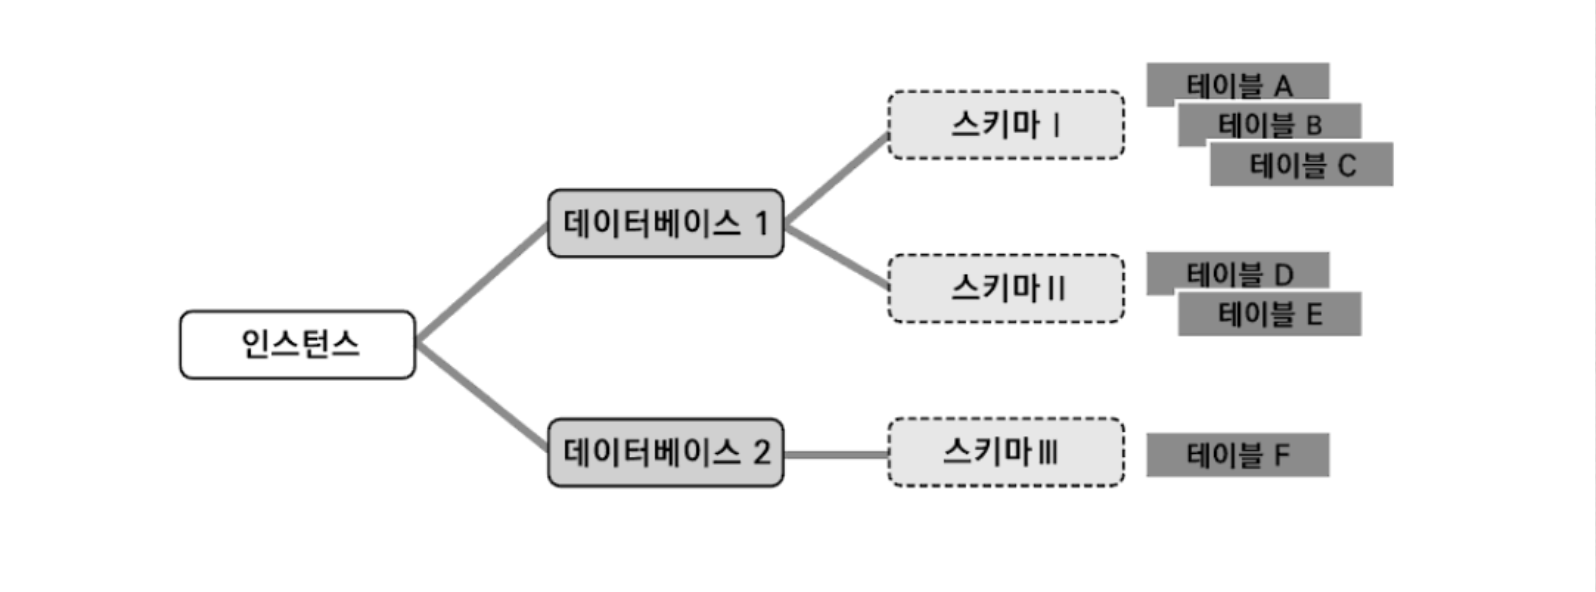 인스턴스
데이터베이스 1
스키마 Ⅰ
테이블 A
테이블 B
테이블 C
스키마 Ⅱ
테이블 D
테이블 E
데이터베이스 2
스키마 Ⅲ
테이블 F